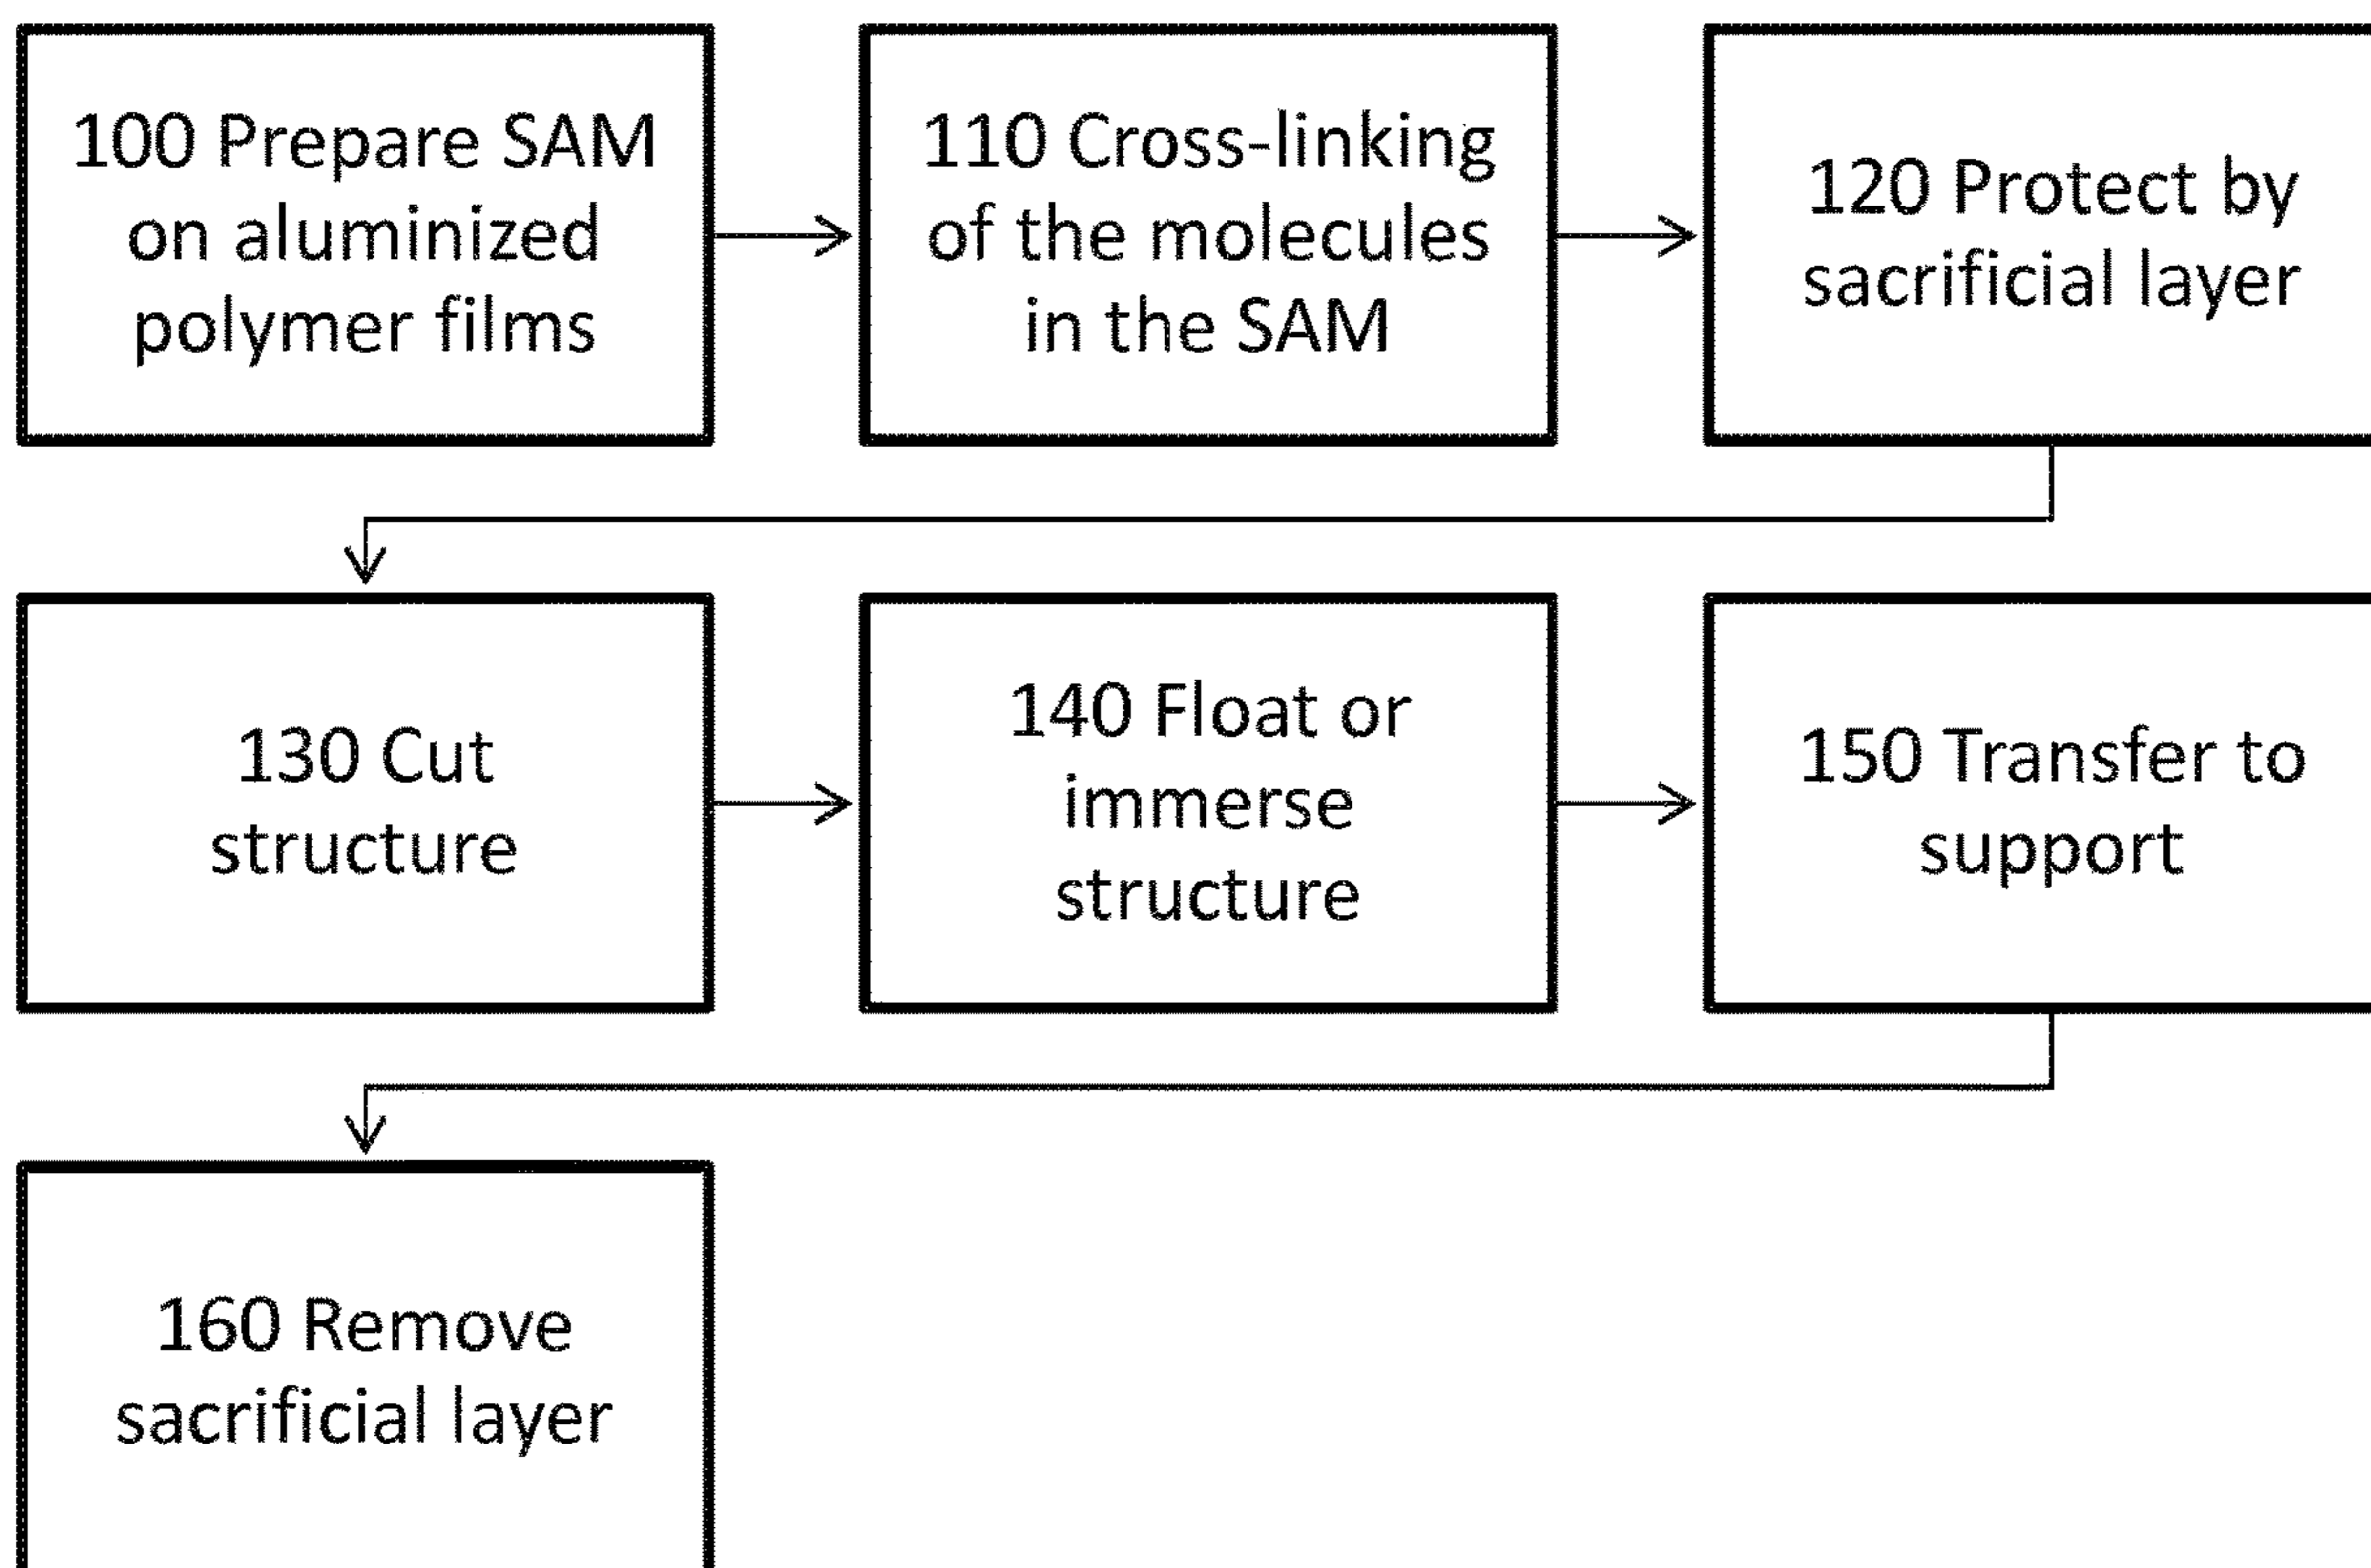 100 Prepare SAM
on aluminized
polymer films
110 Cross-linking
of the molecules
in the SAM
120 Protect by
sacrificial layer
130 Cut
structure
140 Float or
immerse
structure
150 Transfer to
support
160 Remove
sacrificial layer